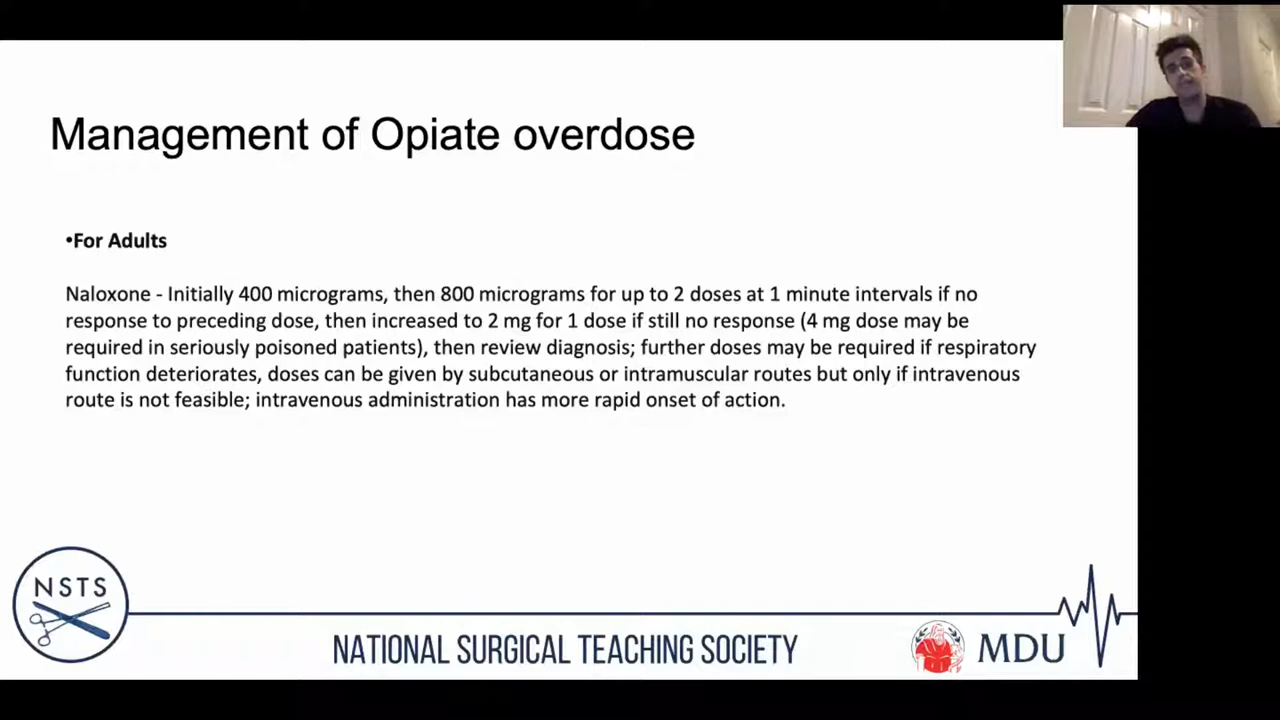 Management of Opiate overdose
•For Adults
Naloxone - Initially 400 micrograms, then 800 micrograms for up to 2 doses at 1 minute intervals if no
response to preceding dose, then increased to 2 mg for 1 dose if still no response (4 mg dose may be
required in seriously poisoned patients), then review diagnosis; further doses may be required if respiratory
function deteriorates, doses can be given by subcutaneous or intramuscular routes but only if intravenous
route is not feasible; intravenous administration has more rapid onset of action.
NSTS
NATIONAL SURGICAL TEACHING SOCIETY
MDU